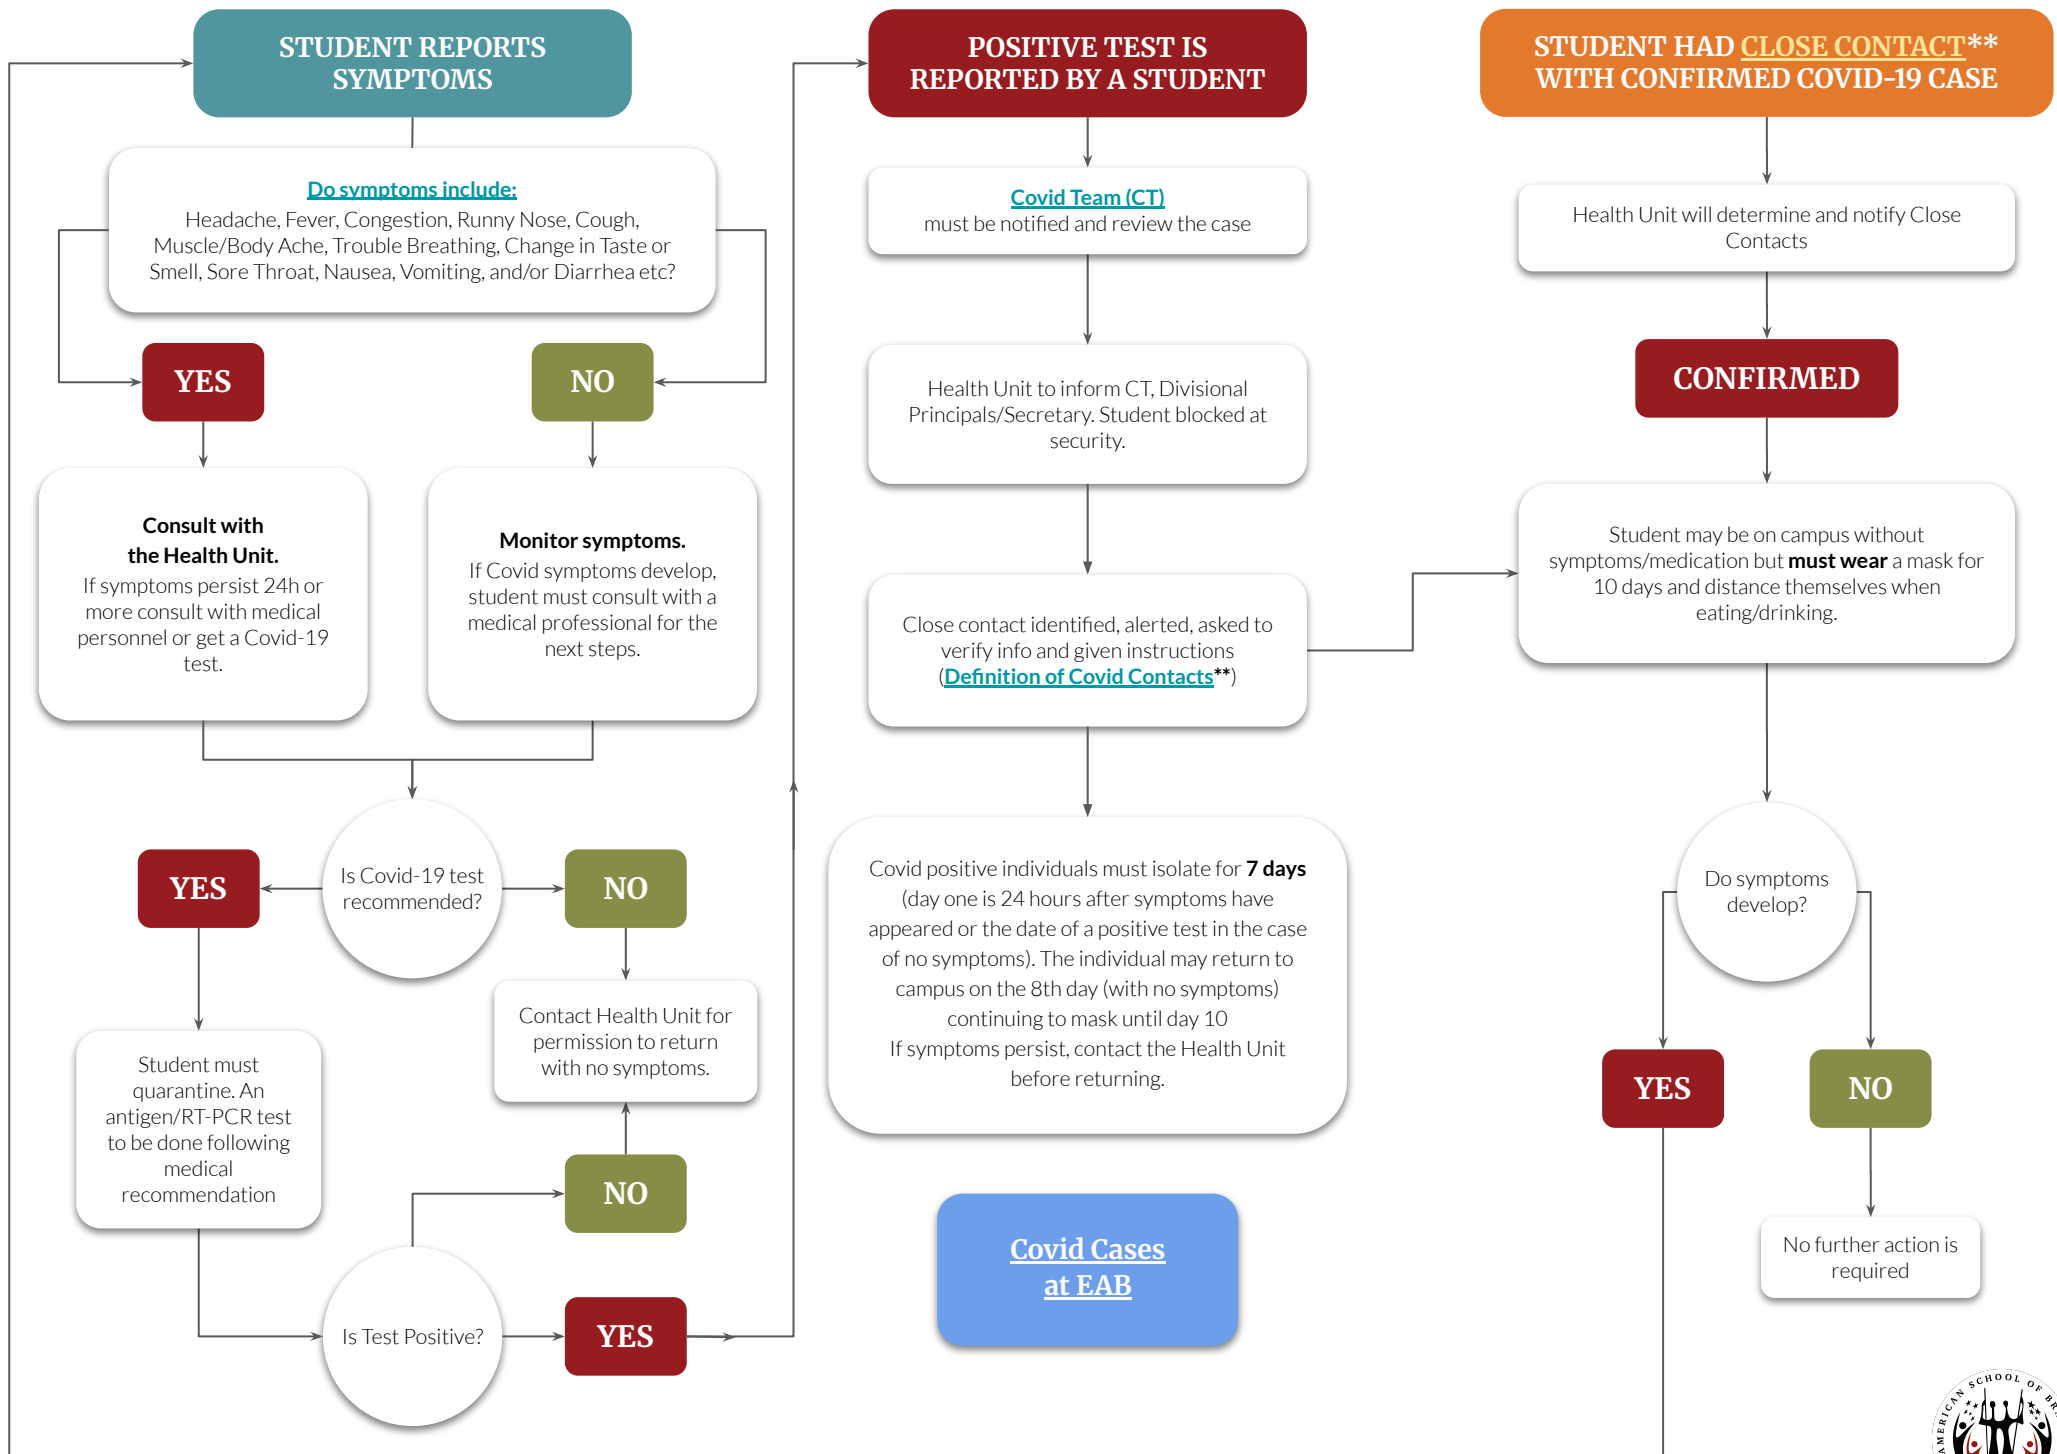 STUDENT REPORTS
SYMPTOMS
Do symptoms include:
Headache, Fever, Congestion, Runny Nose, Cough,
Muscle/Body Ache, Trouble Breathing, Change in Taste or
Smell, Sore Throat, Nausea, Vomiting, and/or Diarrhea etc?
YES
NO
Consult with
the Health Unit.
If symptoms persist 24h or
more consult with medical
personnel or get a Covid-19
test.
Monitor symptoms.
If Covid symptoms develop,
student must consult with a
medical professional for the
next steps.
Is Covid-19 test
recommended?
YES
NO
Contact Health Unit for
permission to return
with no symptoms.
Student must
quarantine. An
antigen/RT-PCR test
to be done following
medical
recommendation
NO
Is Test Positive?
YES
POSITIVE TEST IS
REPORTED BY A STUDENT
Covid Team (CT)
must be notified and review the case
Health Unit to inform CT, Divisional
Principals/Secretary. Student blocked at
security.
Close contact identified, alerted, asked to
verify info and given instructions
(Definition of Covid Contacts**)
Covid positive individuals must isolate for 7 days
(day one is 24 hours after symptoms have
appeared or the date of a positive test in the case
of no symptoms). The individual may return to
campus on the 8th day (with no symptoms)
continuing to mask until day 10
If symptoms persist, contact the Health Unit
before returning.
Covid Cases
at EAB
STUDENT HAD CLOSE CONTACT**
WITH CONFIRMED COVID-19 CASE
Health Unit will determine and notify Close
Contacts
CONFIRMED
Student may be on campus without
symptoms/medication but must wear a mask for
10 days and distance themselves when
eating/drinking.
Do symptoms
develop?
YES
NO
No further action is
required
AMERICAN SCHOOL OF BR